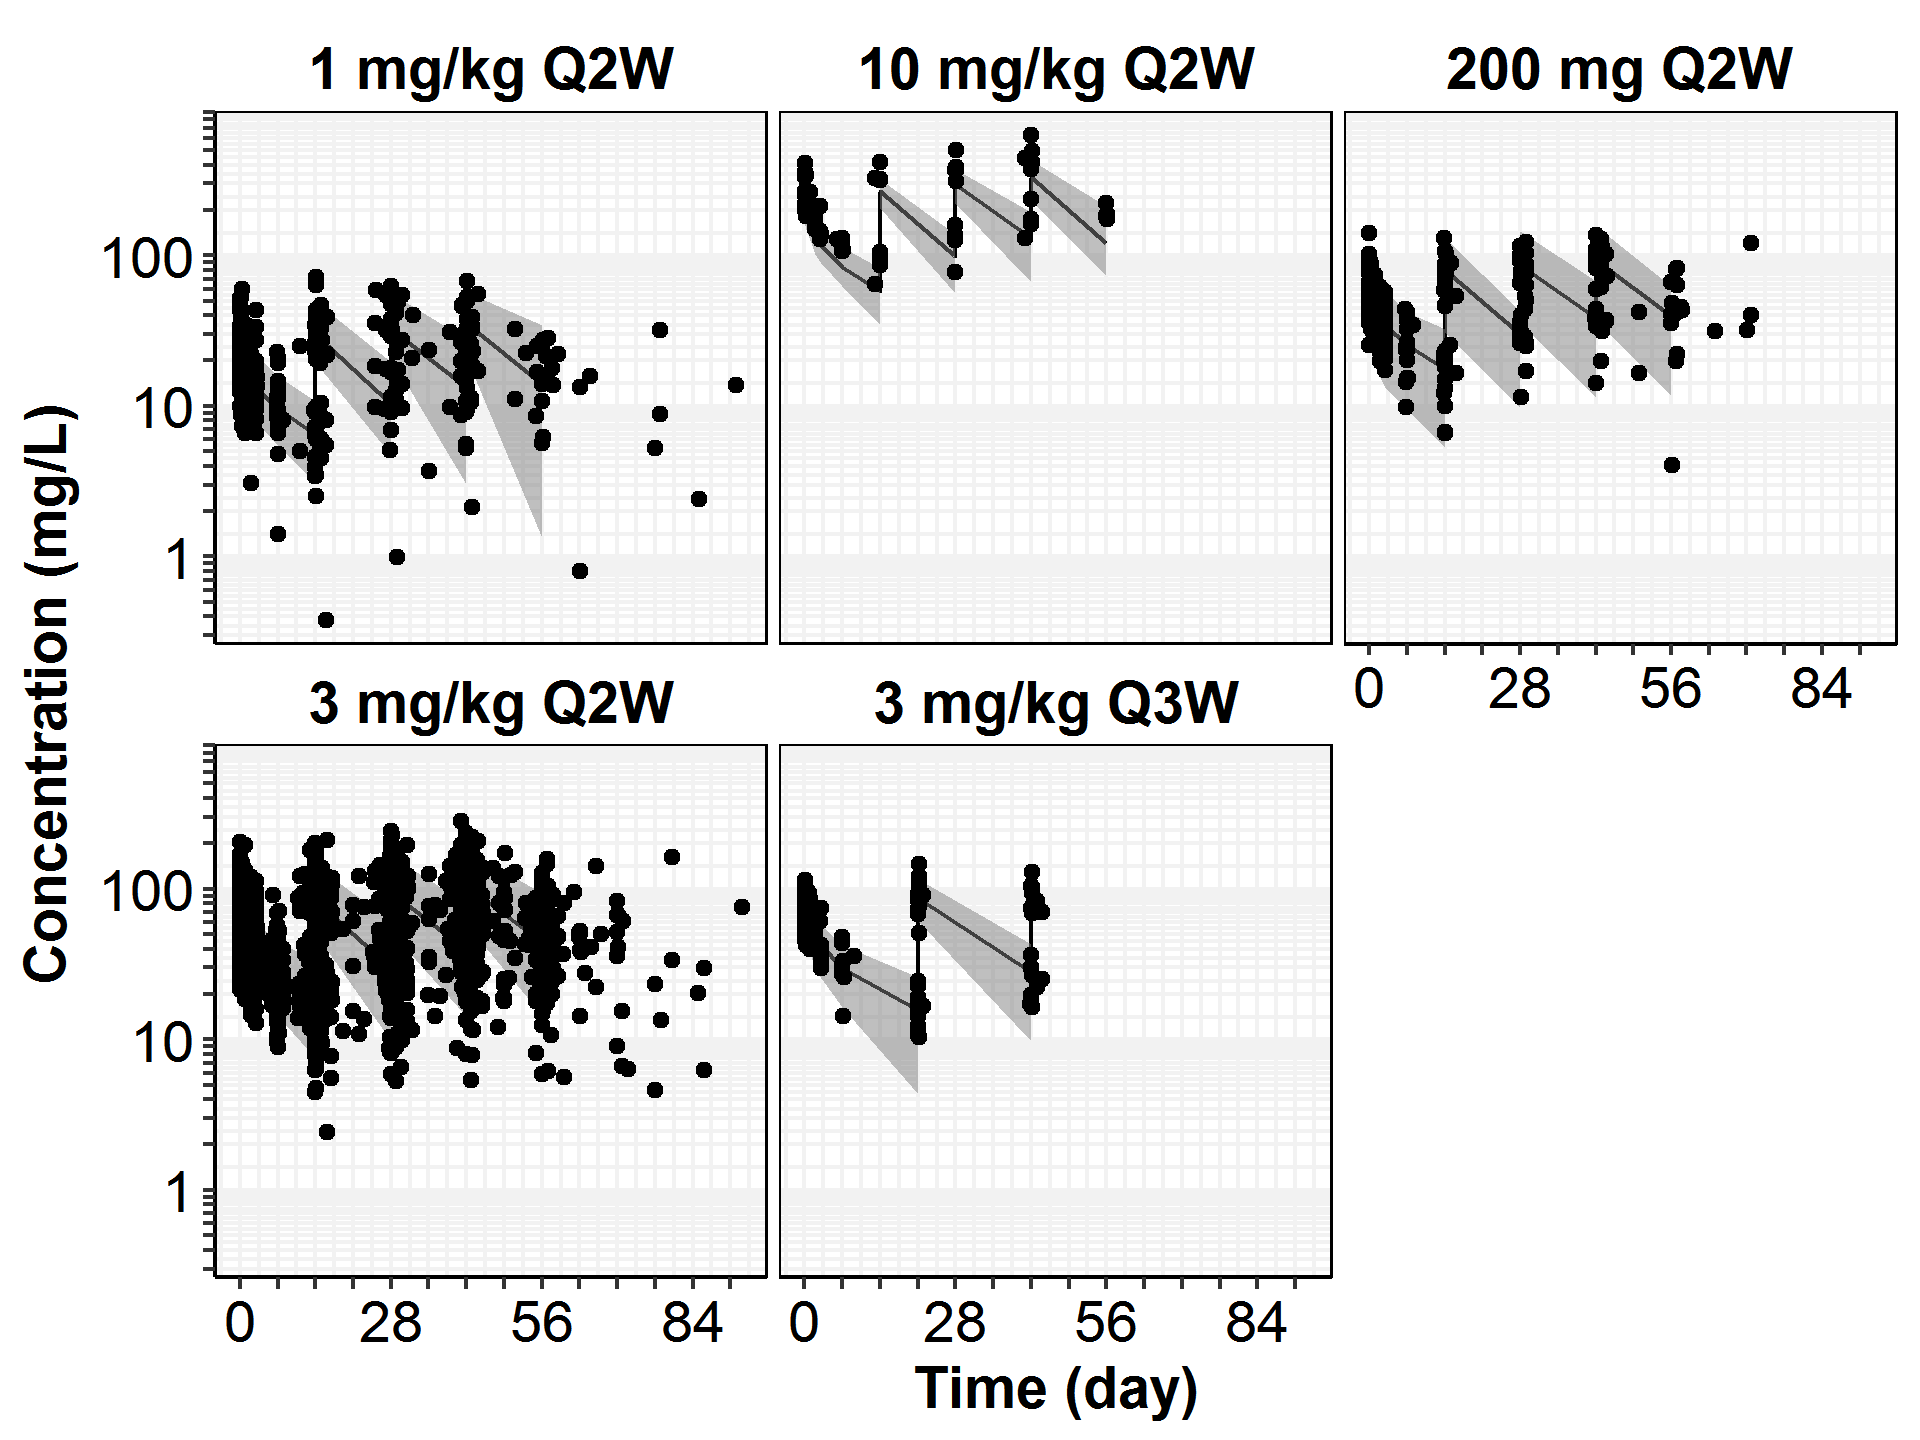 1 mg/kg Q2W
10 mg/kg Q2W
200 mg Q2W
100
10
1
0 28 56 84
3 mg/kg Q2W
3 mg/kg Q3W
100
10
1
0 28 56 84
0 28 56 84
Concentration (mg/L)
Time (day)